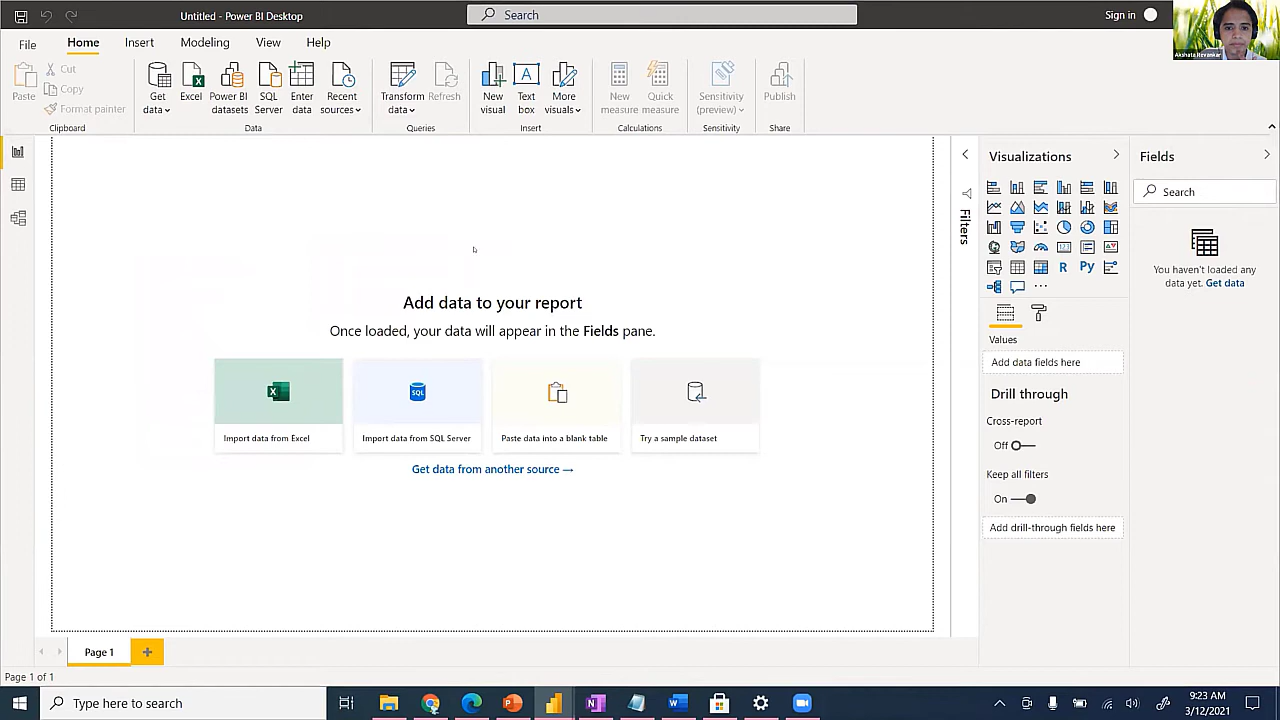 Untitled - Power BI Desktop
Search
Sign in
Akshata Revankar
File
Home
Insert
Modeling
View
Help
Paste
Cut
Copy
Format painter
Clipboard
Get data
Excel
Power BI datasets
SQL Server
Enter data
Recent sources
Data
Transform data
Refresh
Queries
New visual
Text box
More visuals
Insert
New measure
Quick measure
Calculations
Sensitivity (preview)
Sensitivity
Publish
Share
Add data to your report
Once loaded, your data will appear in the Fields pane.
X
SQL
Import data from Excel
Import data from SQL Server
Paste data into a blank table
Try a sample dataset
Get data from another source →
Filters
Visualizations
R
Py
Values
Add data fields here
Drill through
Cross-report
Off
Keep all filters
On
Add drill-through fields here
Fields
Search
You haven't loaded any
data yet. Get data
Page 1
Page 1 of 1
Type here to search
9:23 AM
3/12/2021